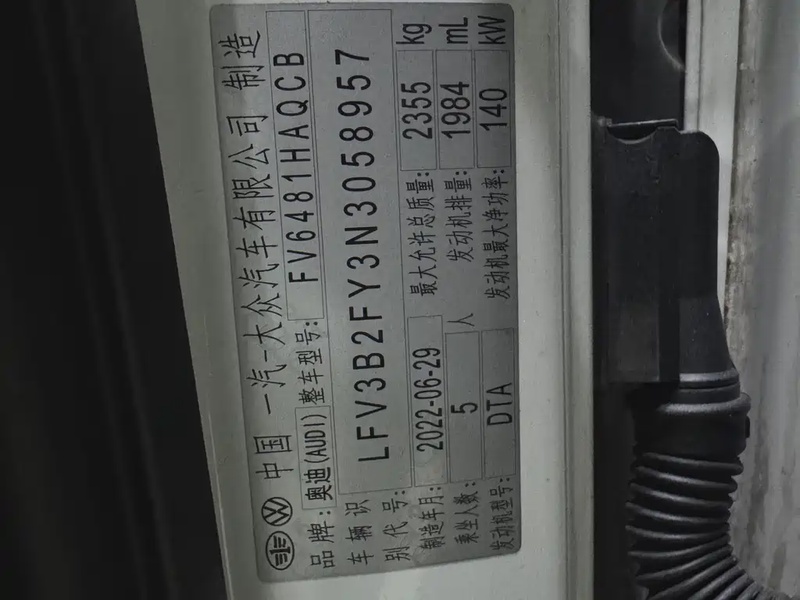 中国 一汽-大众汽车有限公司 制造
品牌: 奥迪(AUDI) 整车型号: FV6481HAQCB
车辆识别代号: LFV3B2FY3N3058957
制造年月: 2022-06-29 最大允许总质量: 2355 kg
乘坐人数: 5 人 发动机排量: 1984 mL
发动机型号: DTA 发动机最大净功率: 140 kW